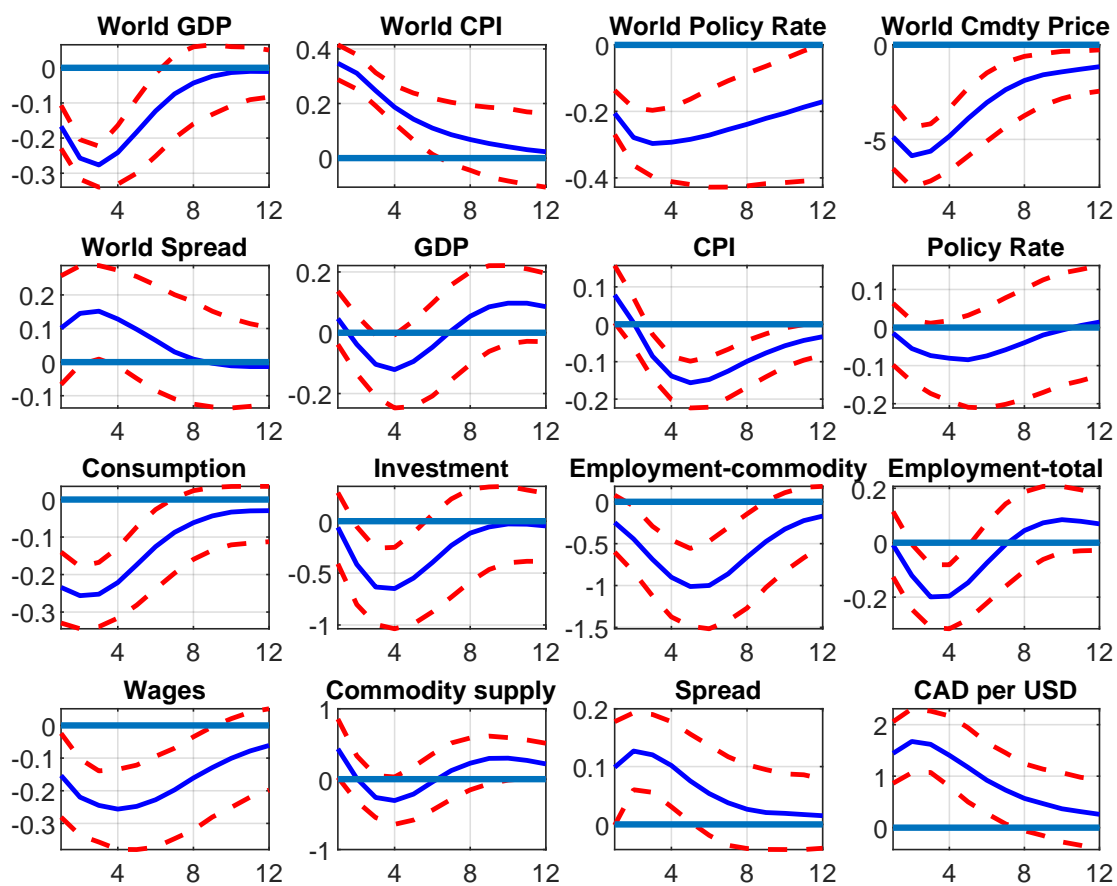 World GDP World CPI World Policy Rate World Cmdty Price
0 0.4 0 0
-0.1 0.2 -0.2 -5
-0.2 0 -0.4
-0.3
4 8 12 4 8 12 4 8 12 4 8 12
World Spread GDP CPI Policy Rate
0.2 0.2 0.1 0.1
0.1 0 0 0
0 -0.2 -0.1 -0.1
-0.1 -0.2 -0.2
4 8 12 4 8 12 4 8 12 4 8 12
Consumption Investment Employment-commodity Employment-total
0 0 0 0.2
-0.1 -0.5 -0.5 0
-0.2 -1 -1 -0.2
-0.3 -1.5
4 8 12 4 8 12 4 8 12 4 8 12
Wages Commodity supply Spread CAD per USD
0 1 0.2 2
-0.1 0 0.1 1
-0.2 -1 0 0
-0.3
4 8 12 4 8 12 4 8 12 4 8 12